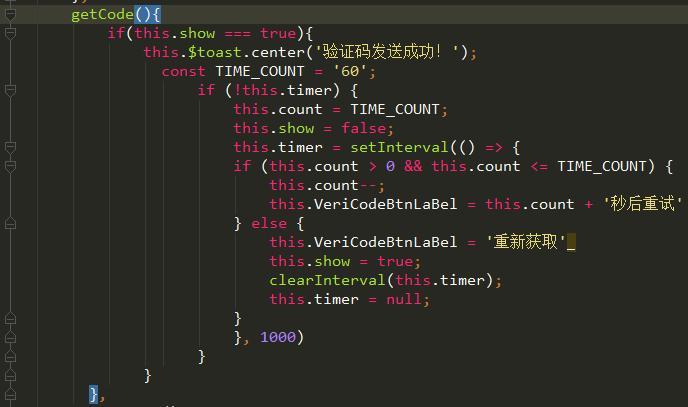 getCode(){
if(this.show === true){
this.$toast.center('验证码发送成功！');
const TIME_COUNT = '60';
if (!this.timer) {
this.count = TIME_COUNT;
this.show = false;
this.timer = setInterval(() => {
if (this.count > 0 && this.count <= TIME_COUNT) {
this.count--;
this.VeriCodeBtnLaBel = this.count + '秒后重试'
} else {
this.VeriCodeBtnLaBel = '重新获取'
this.show = true;
clearInterval(this.timer);
this.timer = null;
}
}, 1000)
}
}
},